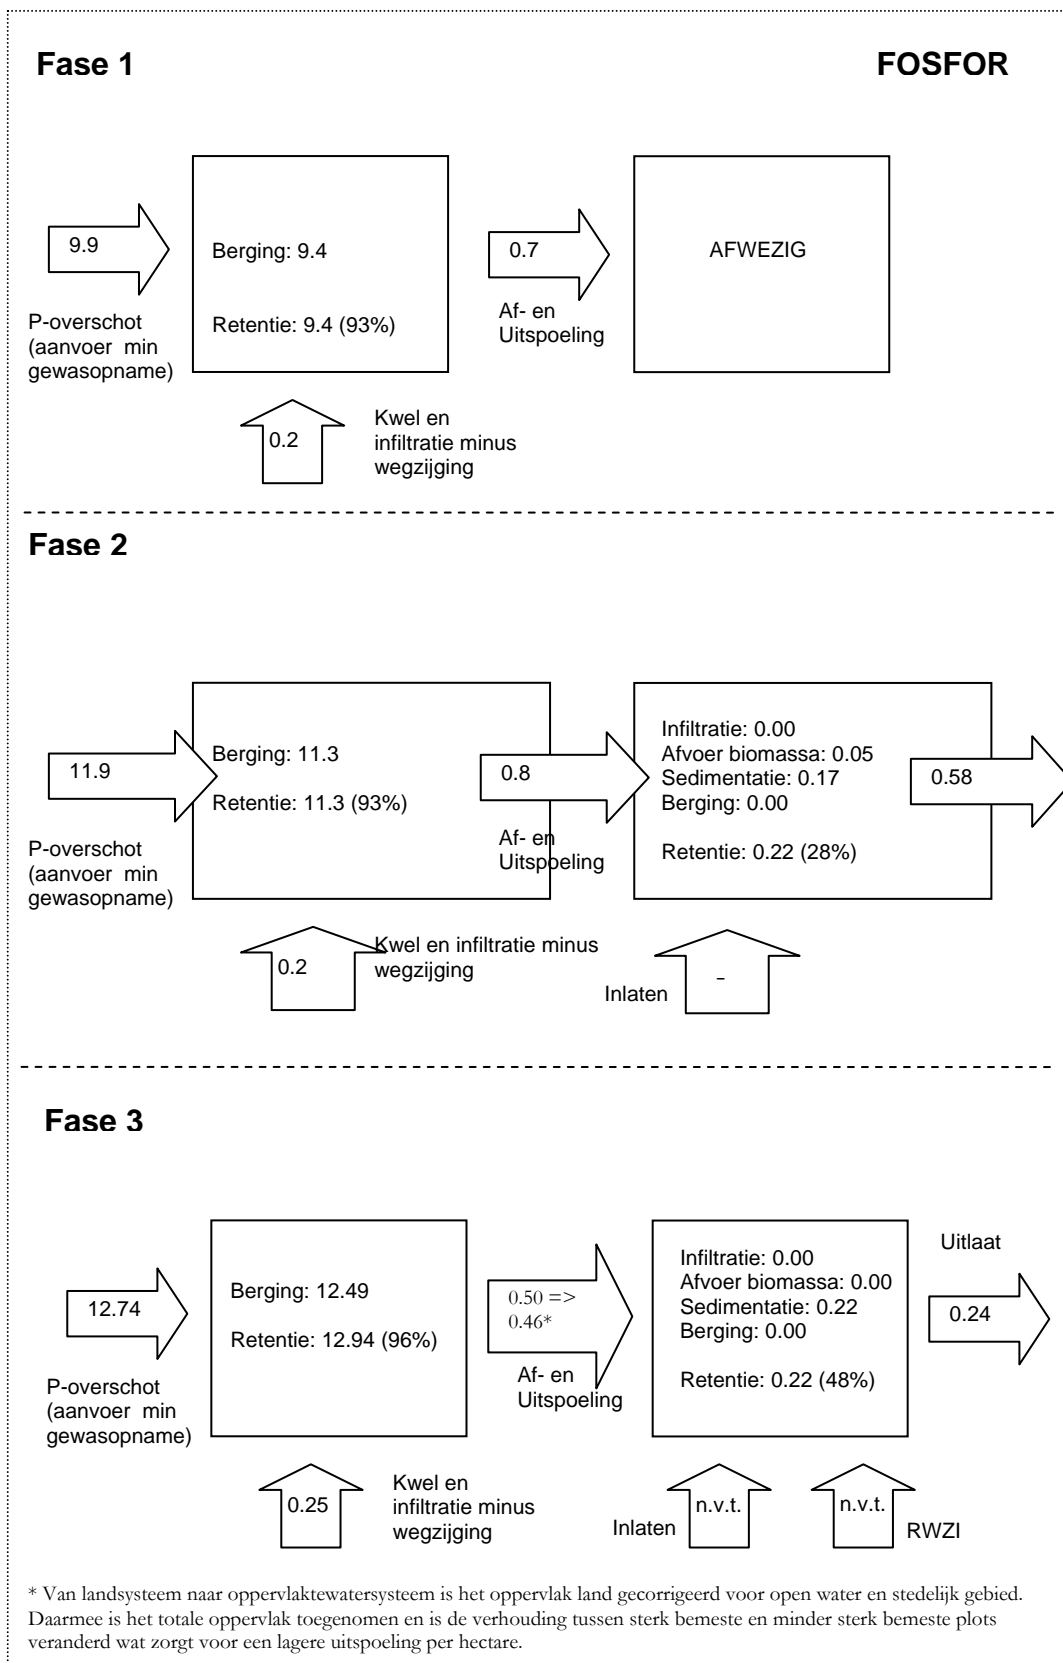 Fase 1
FOSFOR
9.9
P-overschot
(aanvoer min
gewasopname)
Berging: 9.4
Retentie: 9.4 (93%)
0.7
Af- en
Uitspoeling
AFWEZIG
0.2
Kwel en
infiltratie minus
wegzijging
Fase 2
11.9
P-overschot
(aanvoer min
gewasopname)
Berging: 11.3
Retentie: 11.3 (93%)
0.8
Af- en
Uitspoeling
Infiltratie: 0.00
Afvoer biomassa: 0.05
Sedimentatie: 0.17
Berging: 0.00
Retentie: 0.22 (28%)
0.58
0.2
Kwel en infiltratie minus
wegzijging
Inlaten
-
Fase 3
12.74
P-overschot
(aanvoer min
gewasopname)
Berging: 12.49
Retentie: 12.94 (96%)
0.50 =>
0.46*
Af- en
Uitspoeling
Infiltratie: 0.00
Afvoer biomassa: 0.00
Sedimentatie: 0.22
Berging: 0.00
Retentie: 0.22 (48%)
Uitlaat
0.24
0.25
Kwel en
infiltratie minus
wegzijging
Inlaten
n.v.t.
n.v.t.
RWZI
* Van landsysteem naar oppervlaktewatersysteem is het oppervlak land gecorrigeerd voor open water en stedelijk gebied.
Daarmee is het totale oppervlak toegenomen en is de verhouding tussen sterk bemeste en minder sterk bemeste plots
veranderd wat zorgt voor een lagere uitspoeling per hectare.